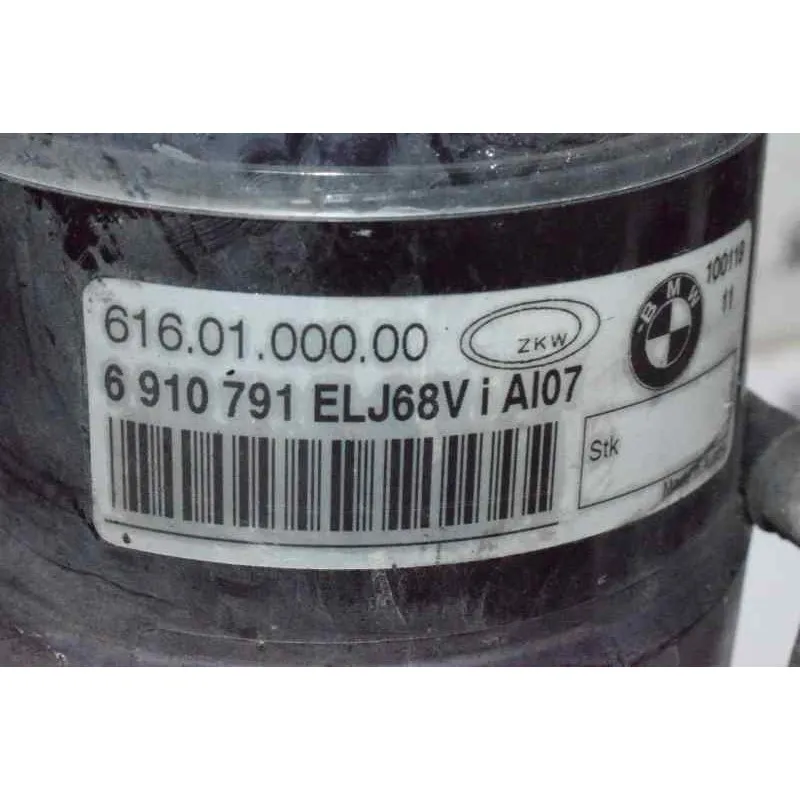 616.01.000.00
ZKW
BMW
100118
11
6 910 791 ELJ68V i AI07
Stk